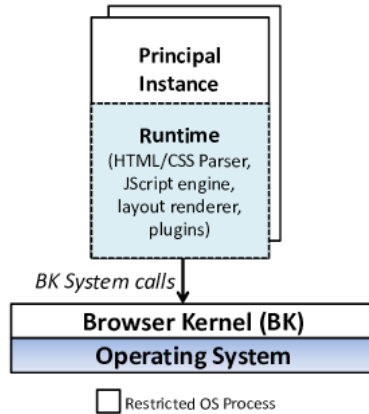 Principal
Instance
Runtime
(HTML/CSS Parser,
JScript engine,
layout renderer,
plugins)
BK System calls
Browser Kernel (BK)
Operating System
Restricted OS Process